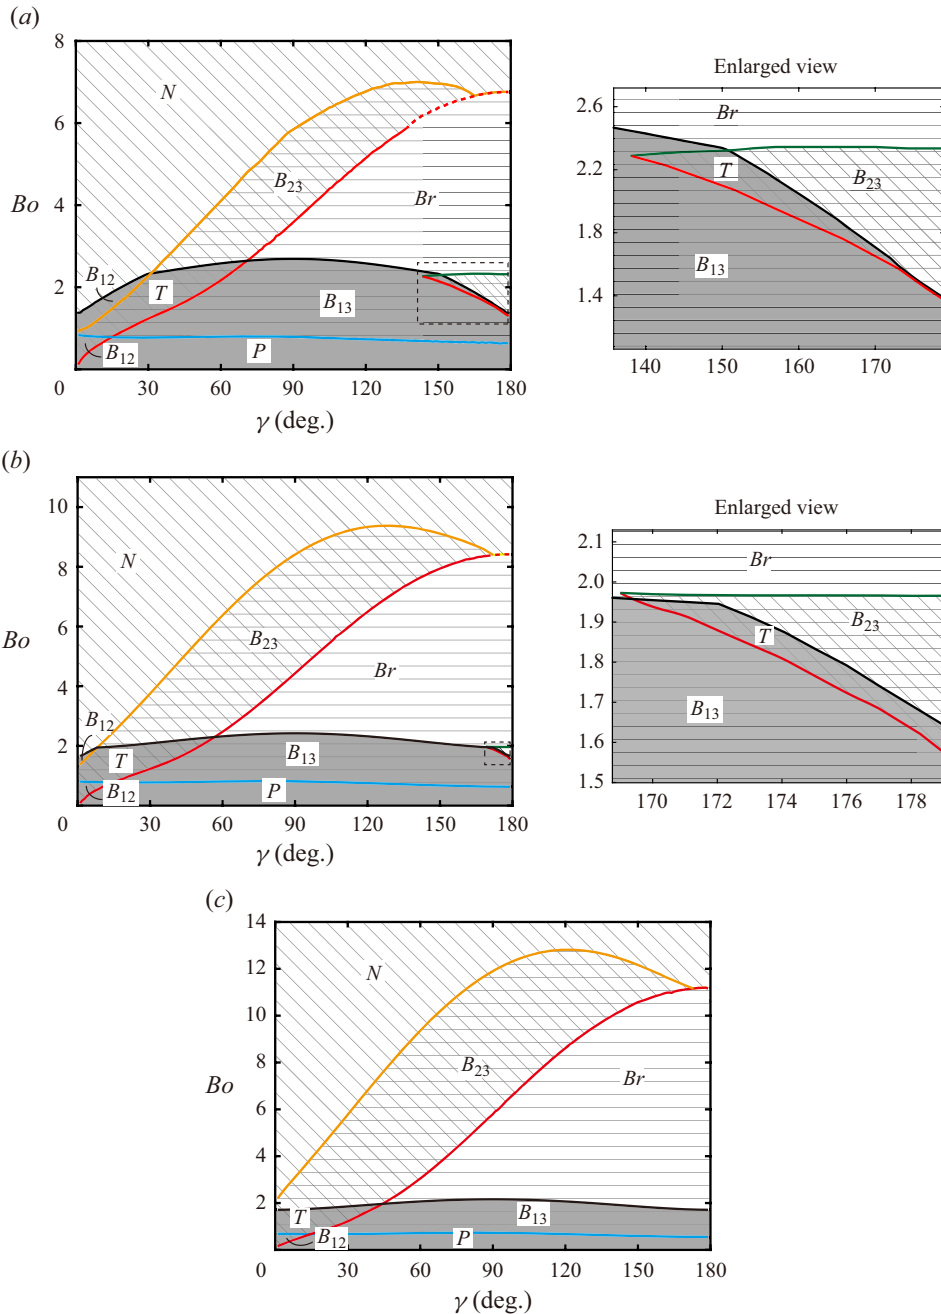 (a)
8
6
4
2
0
Bo
N
B23
Br
B12
T
B13
B12
P
0 30 60 90 120 150 180
γ (deg.)
Enlarged view
2.6
2.2
1.8
1.4
Br
T
B23
B13
140 150 160 170
(b)
10
8
6
4
2
Bo
N
B23
Br
B12
T
B13
B12
P
0 30 60 90 120 150 180
γ (deg.)
Enlarged view
2.1
2.0
1.9
1.8
1.7
1.6
1.5
Br
B23
T
B13
170 172 174 176 178
(c)
14
12
10
8
6
4
2
Bo
N
B23
Br
T
B13
B12
P
0 30 60 90 120 150 180
γ (deg.)